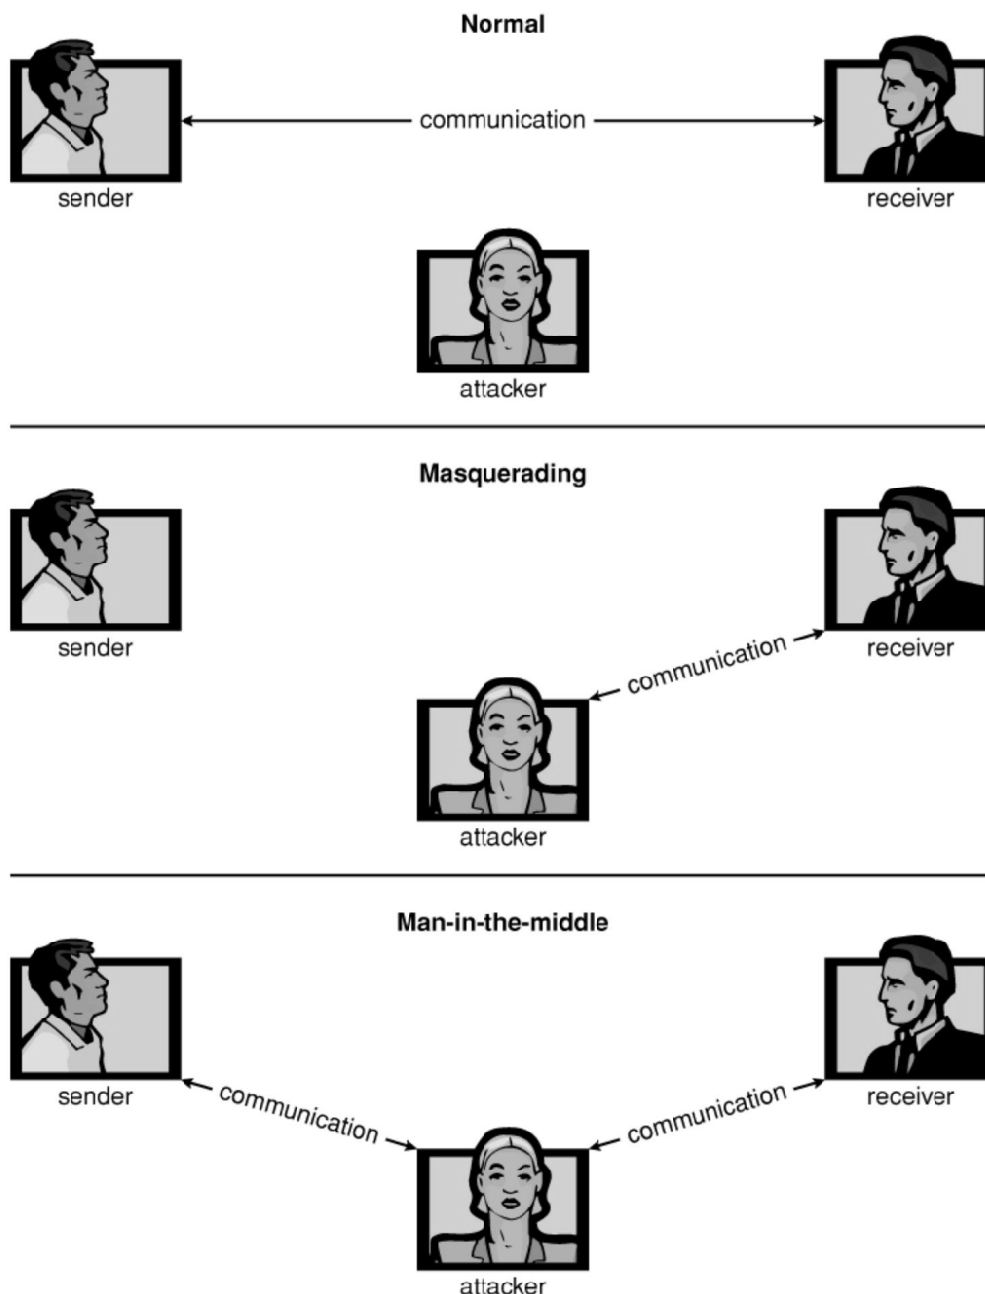 Normal
communication
sender
receiver
attacker
Masquerading
sender
receiver
communication
attacker
Man-in-the-middle
sender
receiver
communication
communication
attacker